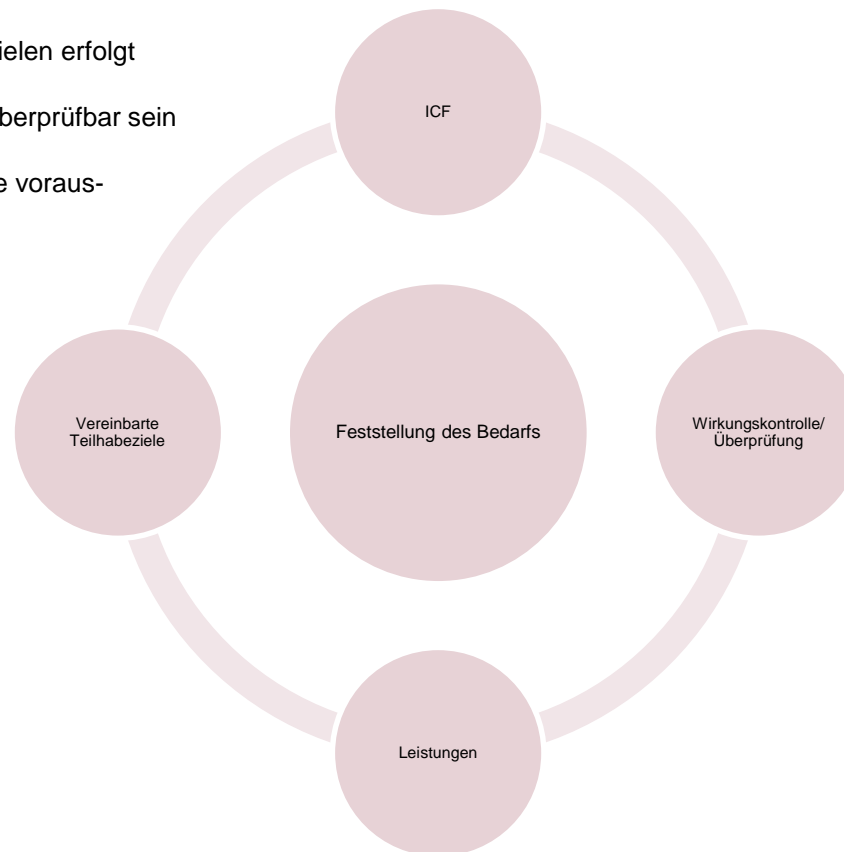 ielen erfolgt
berprüfbar sein
e voraus-
ICF
Vereinbarte
Teilhabeziele
Feststellung des Bedarfs
Wirkungskontrolle/
Überprüfung
Leistungen